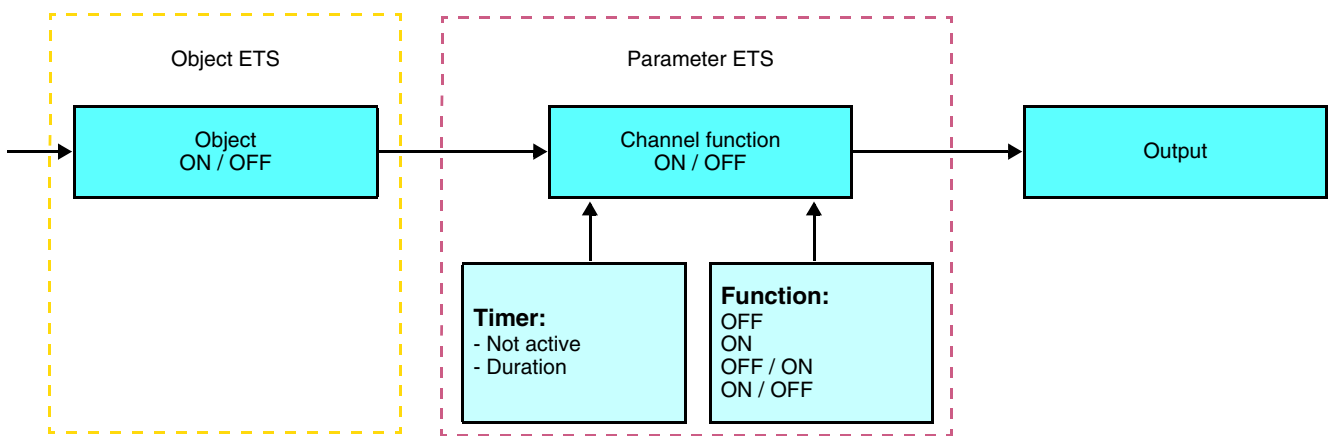 Object ETS
Parameter ETS
Object
ON / OFF
Channel function
ON / OFF
Output
Timer:
- Not active
- Duration
Function:
OFF
ON
OFF / ON
ON / OFF